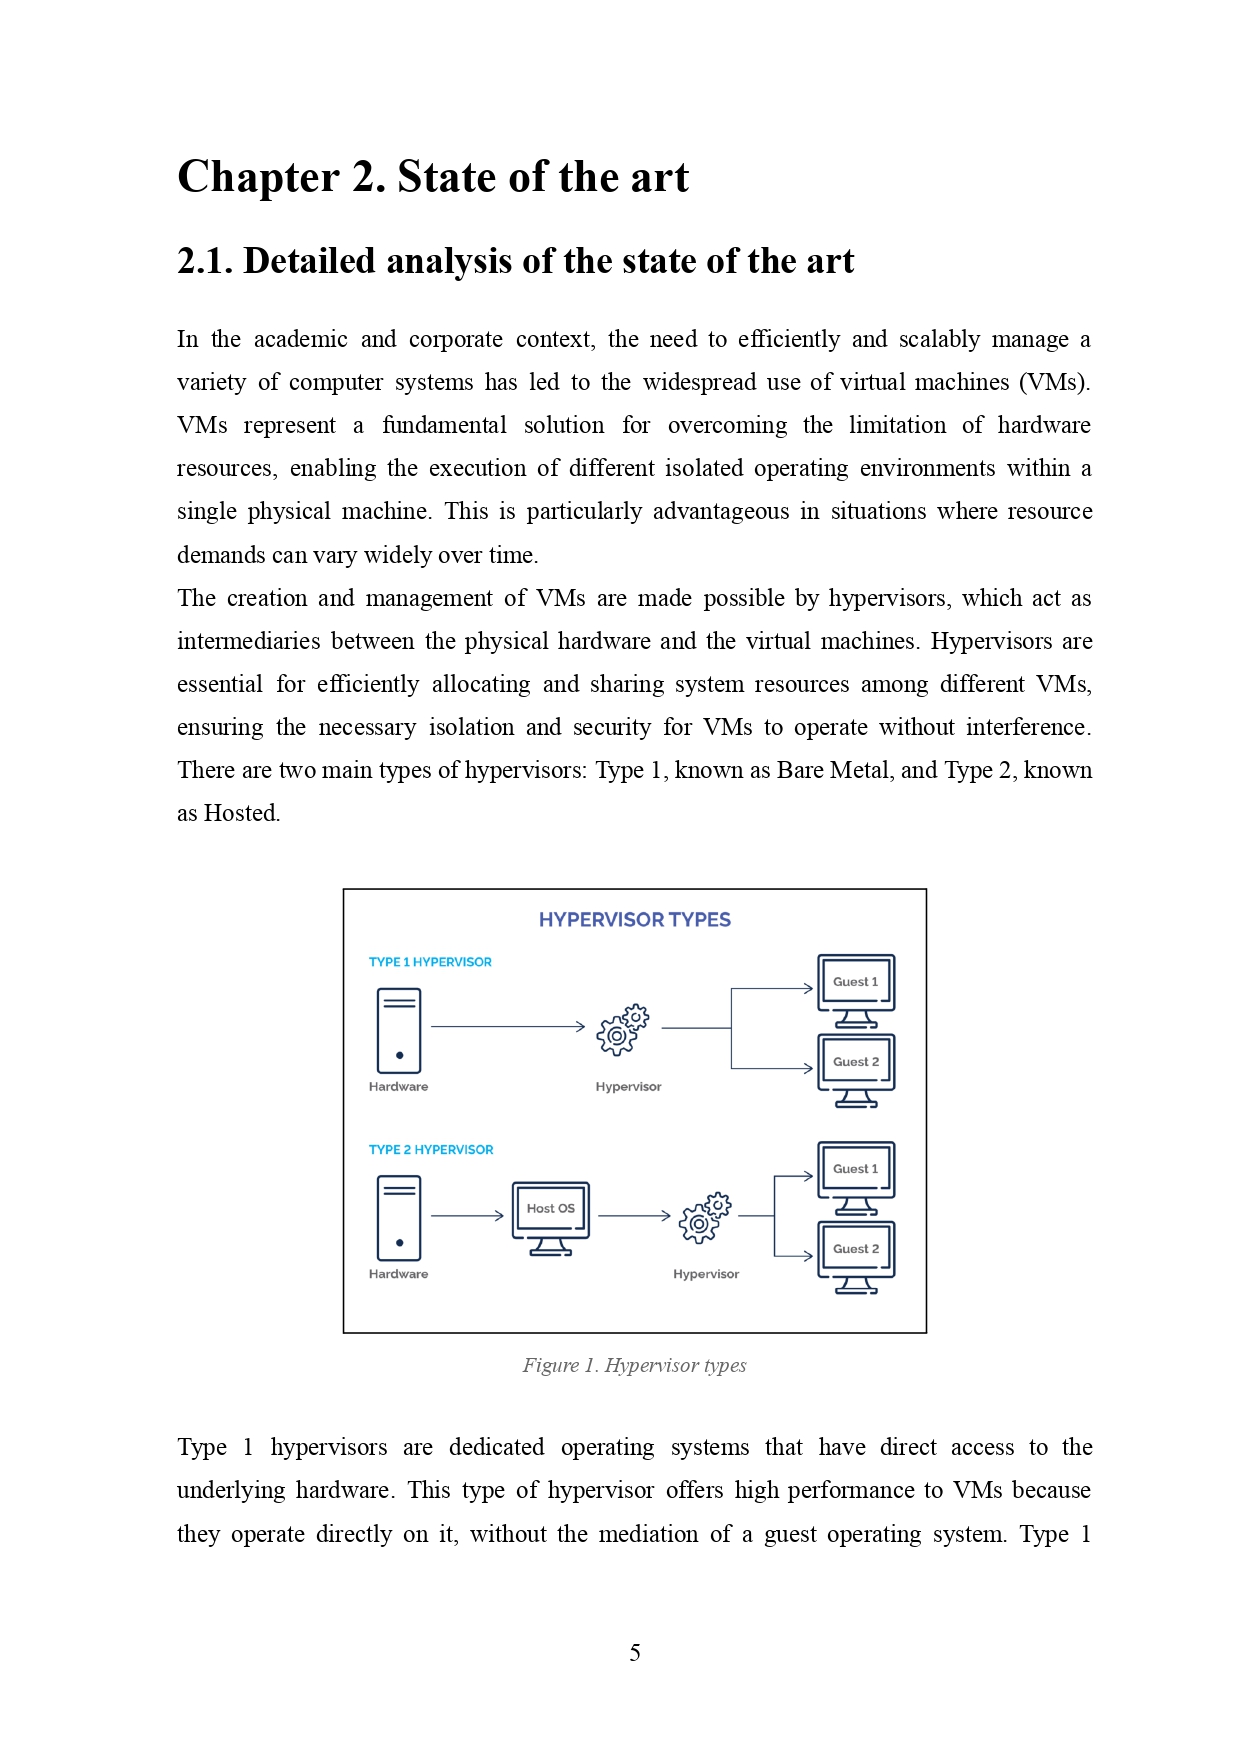 Chapter 2. State of the art
2.1. Detailed analysis of the state of the art
In the academic and corporate context, the need to efficiently and scalably manage a
variety of computer systems has led to the widespread use of virtual machines (VMs).
VMs represent a fundamental solution for overcoming the limitation of hardware
resources, enabling the execution of different isolated operating environments within a
single physical machine. This is particularly advantageous in situations where resource
demands can vary widely over time.
The creation and management of VMs are made possible by hypervisors, which act as
intermediaries between the physical hardware and the virtual machines. Hypervisors are
essential for efficiently allocating and sharing system resources among different VMs,
ensuring the necessary isolation and security for VMs to operate without interference.
There are two main types of hypervisors: Type 1, known as Bare Metal, and Type 2, known
as Hosted.
HYPERVISOR TYPES
TYPE 1 HYPERVISOR
Guest 1
Guest 2
Hardware
Hypervisor
TYPE 2 HYPERVISOR
Guest 1
Host OS
Guest 2
Hardware
Hypervisor
Figure 1. Hypervisor types
Type 1 hypervisors are dedicated operating systems that have direct access to the
underlying hardware. This type of hypervisor offers high performance to VMs because
they operate directly on it, without the mediation of a guest operating system. Type 1
5